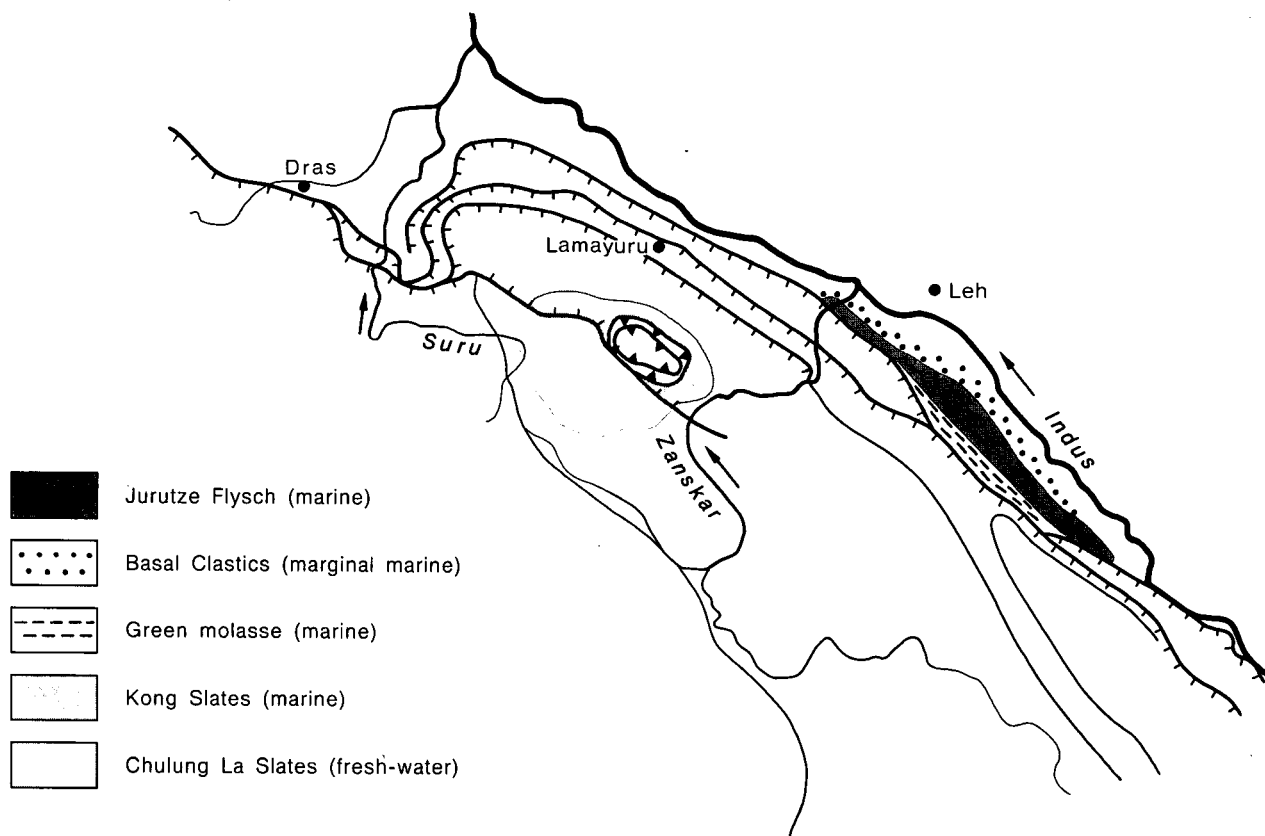 Dras
Lamayuru
Leh
Suru
Indus
Zanskar
Jurutze Flysch (marine)
Basal Clastics (marginal marine)
Green molasse (marine)
Kong Slates (marine)
Chulung La Slates (fresh-water)